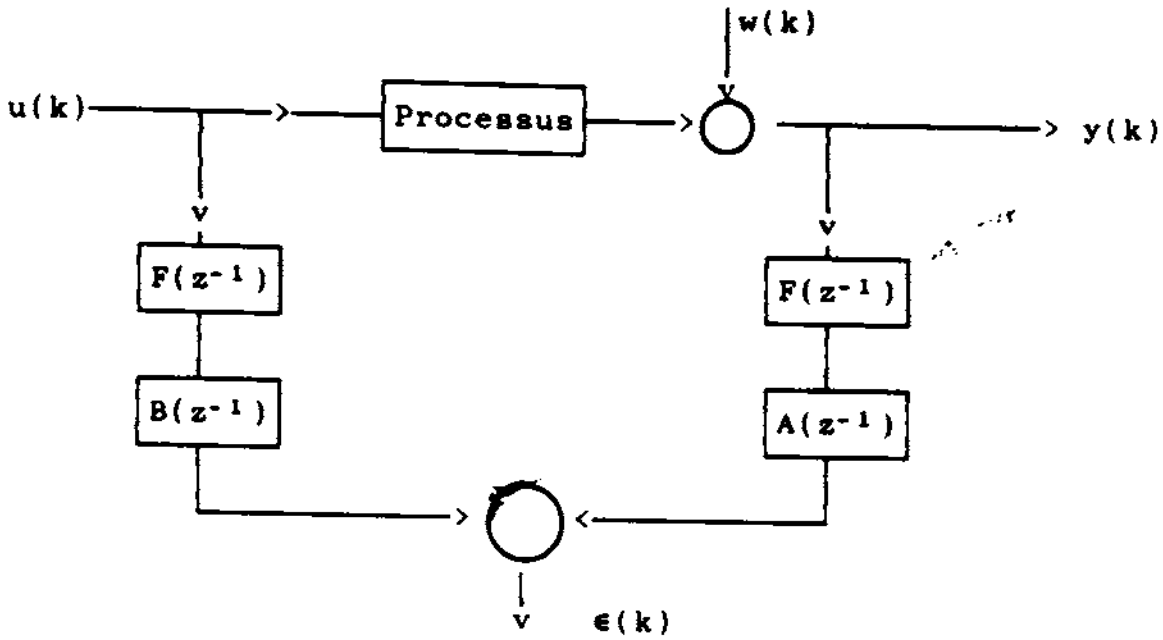 w(k)
u(k)
Processus
y(k)
F(z⁻¹)
F(z⁻¹)
B(z⁻¹)
A(z⁻¹)
ϵ(k)